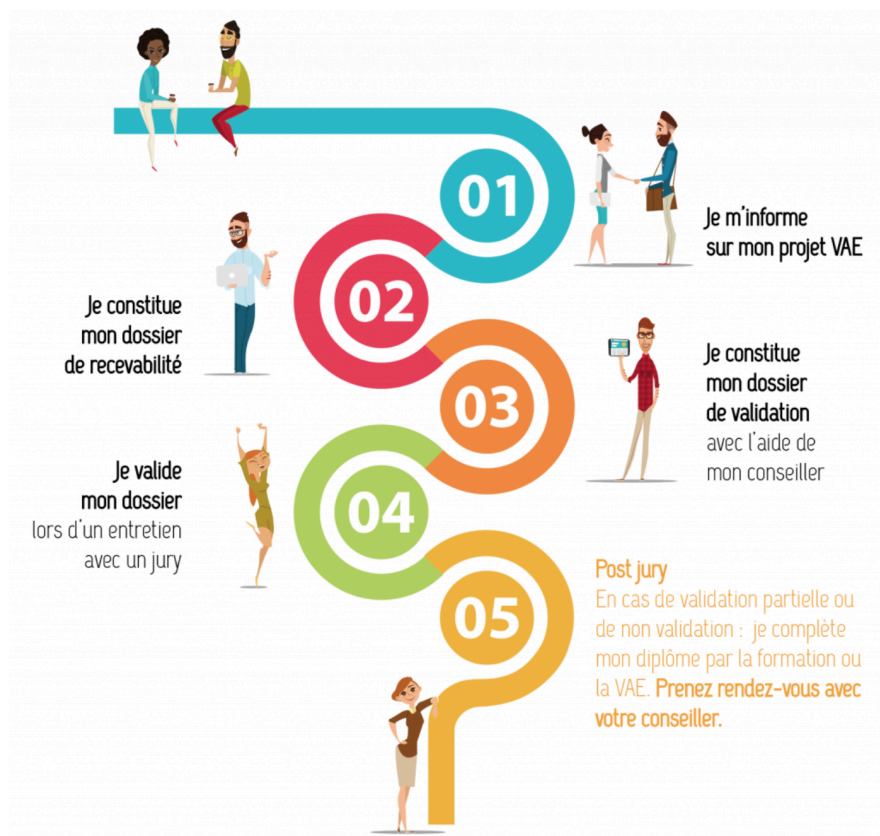 01
Je m'informe
sur mon projet VAE
02
Je constitue
mon dossier
de recevabilité
03
Je constitue
mon dossier
de validation
avec l'aide de
mon conseiller
04
Je valide
mon dossier
lors d'un entretien
avec un jury
05
Post jury
En cas de validation partielle ou
de non validation : je complète
mon diplôme par la formation ou
la VAE. Prenez rendez-vous avec
votre conseiller.